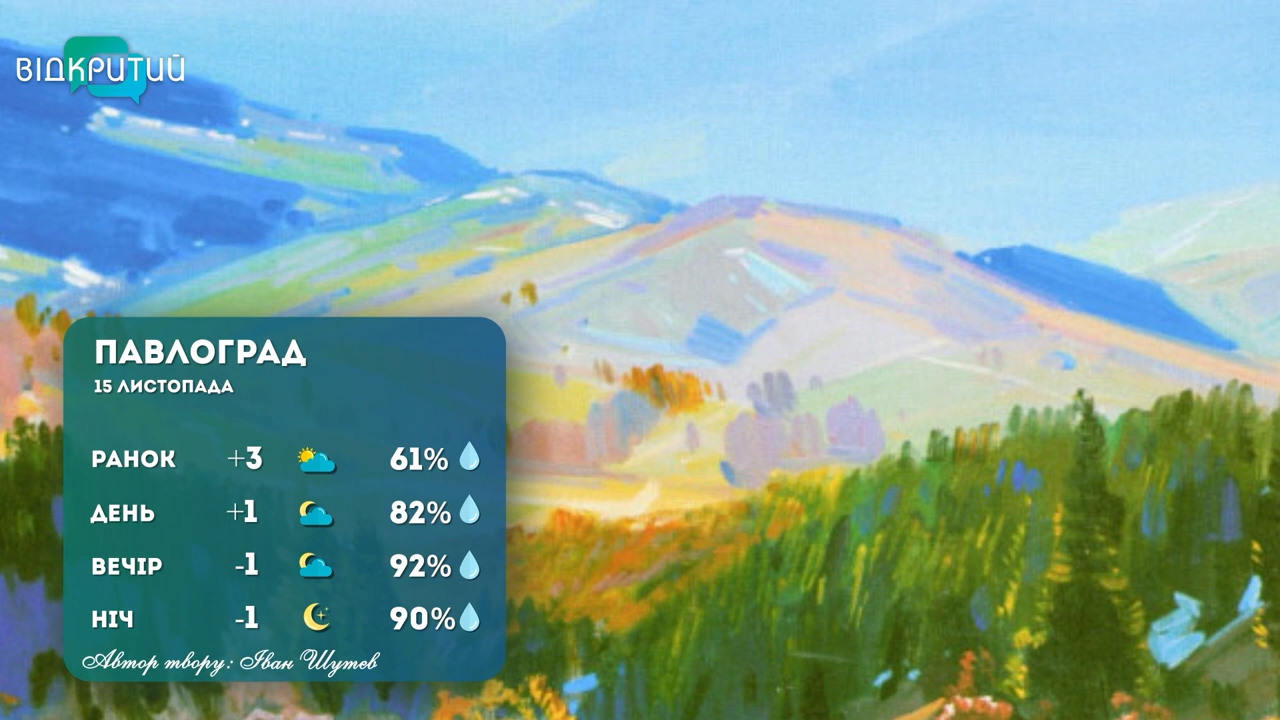 ВІДКРИТИЙ
ПАВЛОГРАД
15 ЛИСТОПАДА
РАНОК +3 61%
ДЕНЬ +1 82%
ВЕЧІР -1 92%
НІЧ -1 90%
Автор твору: Іван Шутев